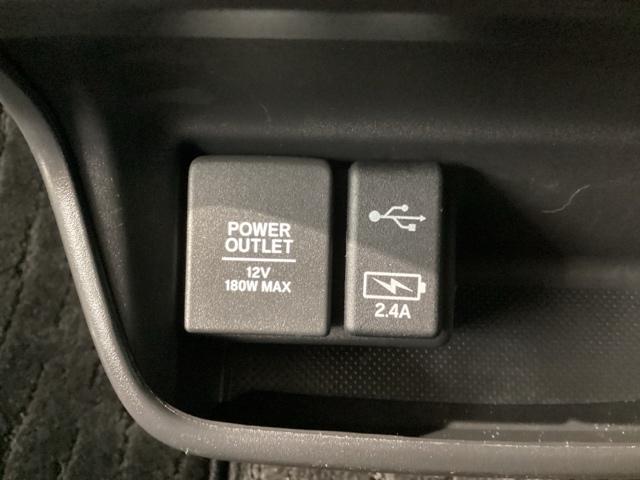 POWER
OUTLET
12V
180W MAX
2.4A